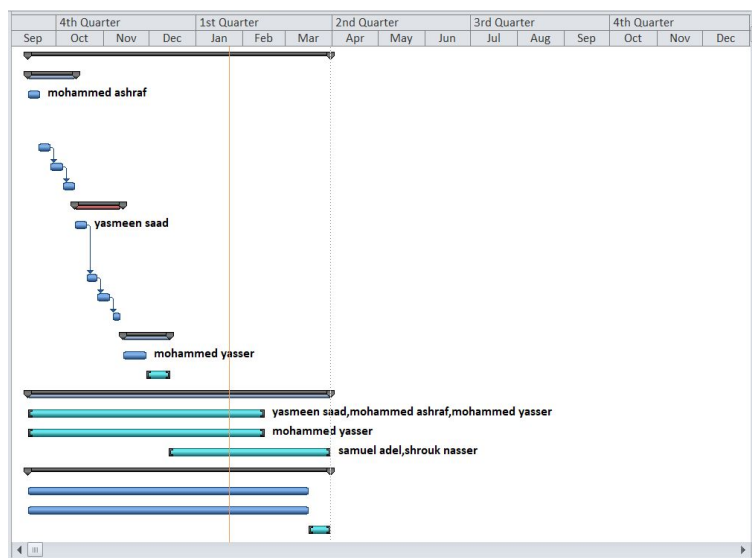 4th Quarter 1st Quarter 2nd Quarter 3rd Quarter 4th Quarter
Sep Oct Nov Dec Jan Feb Mar Apr May Jun Jul Aug Sep Oct Nov Dec
mohammed ashraf
yasmeen saad
mohammed yasser
yasmeen saad,mohammed ashraf,mohammed yasser
mohammed yasser
samuel adel,shrouk nasser